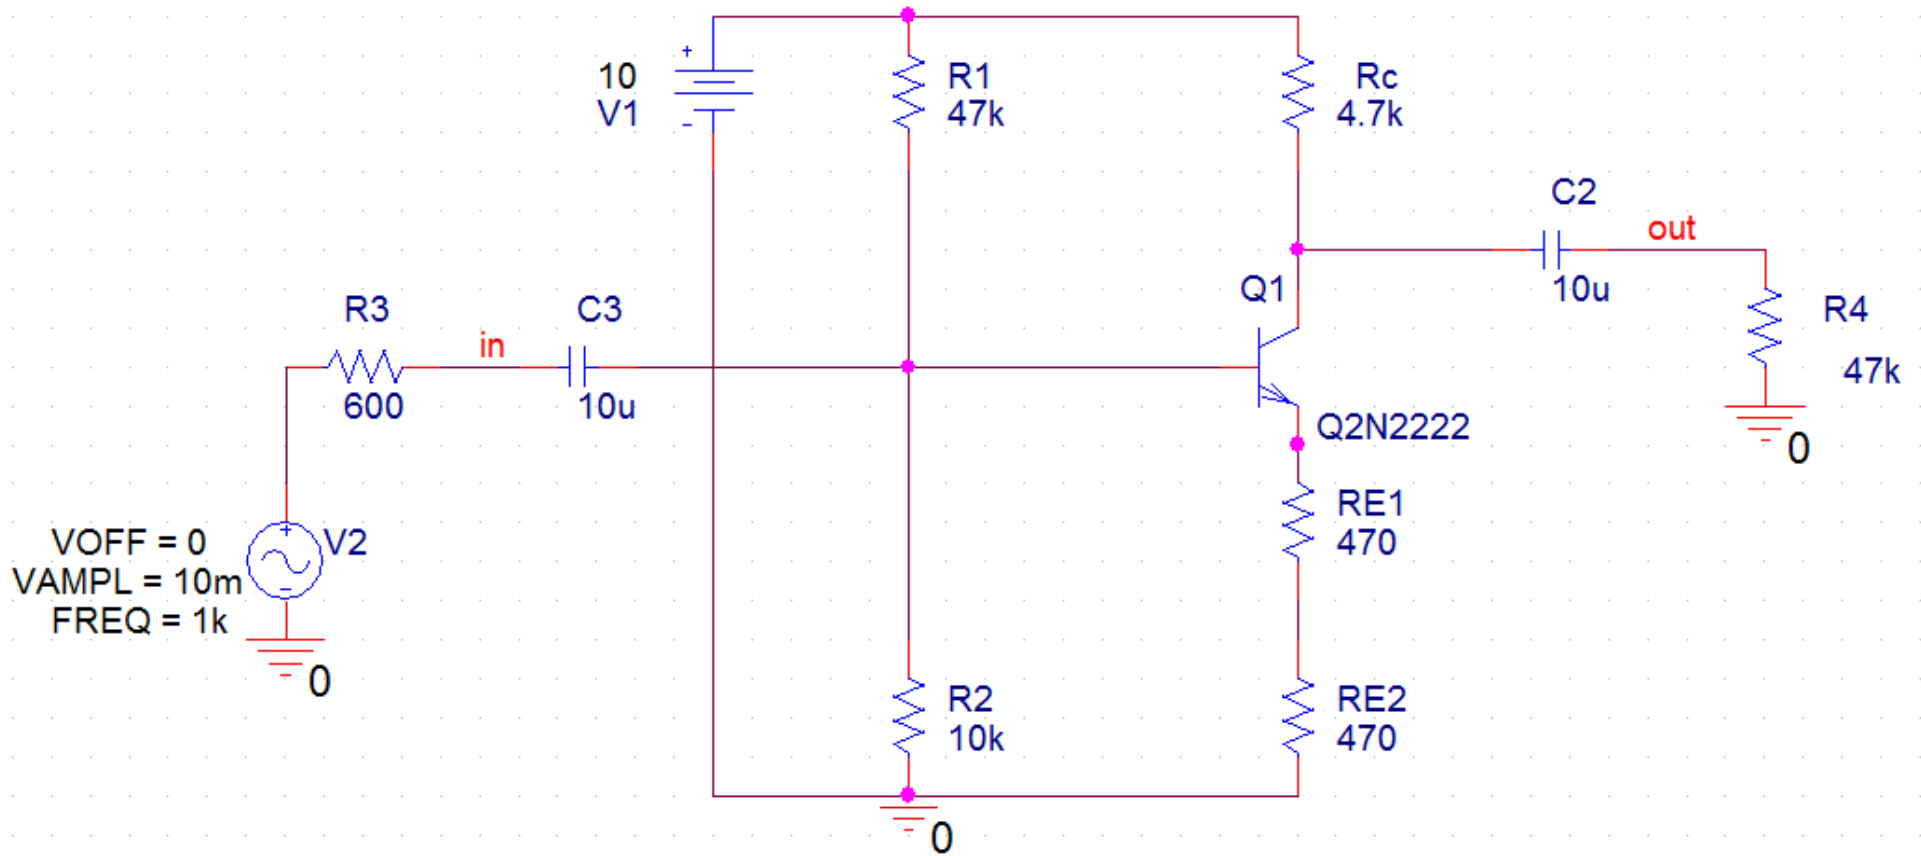 +
10
V1
-
R1
47k
Rc
4.7k
C2
10u
out
R4
47k
0
R3
600
in
C3
10u
Q1
Q2N2222
RE1
470
VOFF = 0
VAMPL = 10m
FREQ = 1k
+
-
V2
0
R2
10k
RE2
470
0